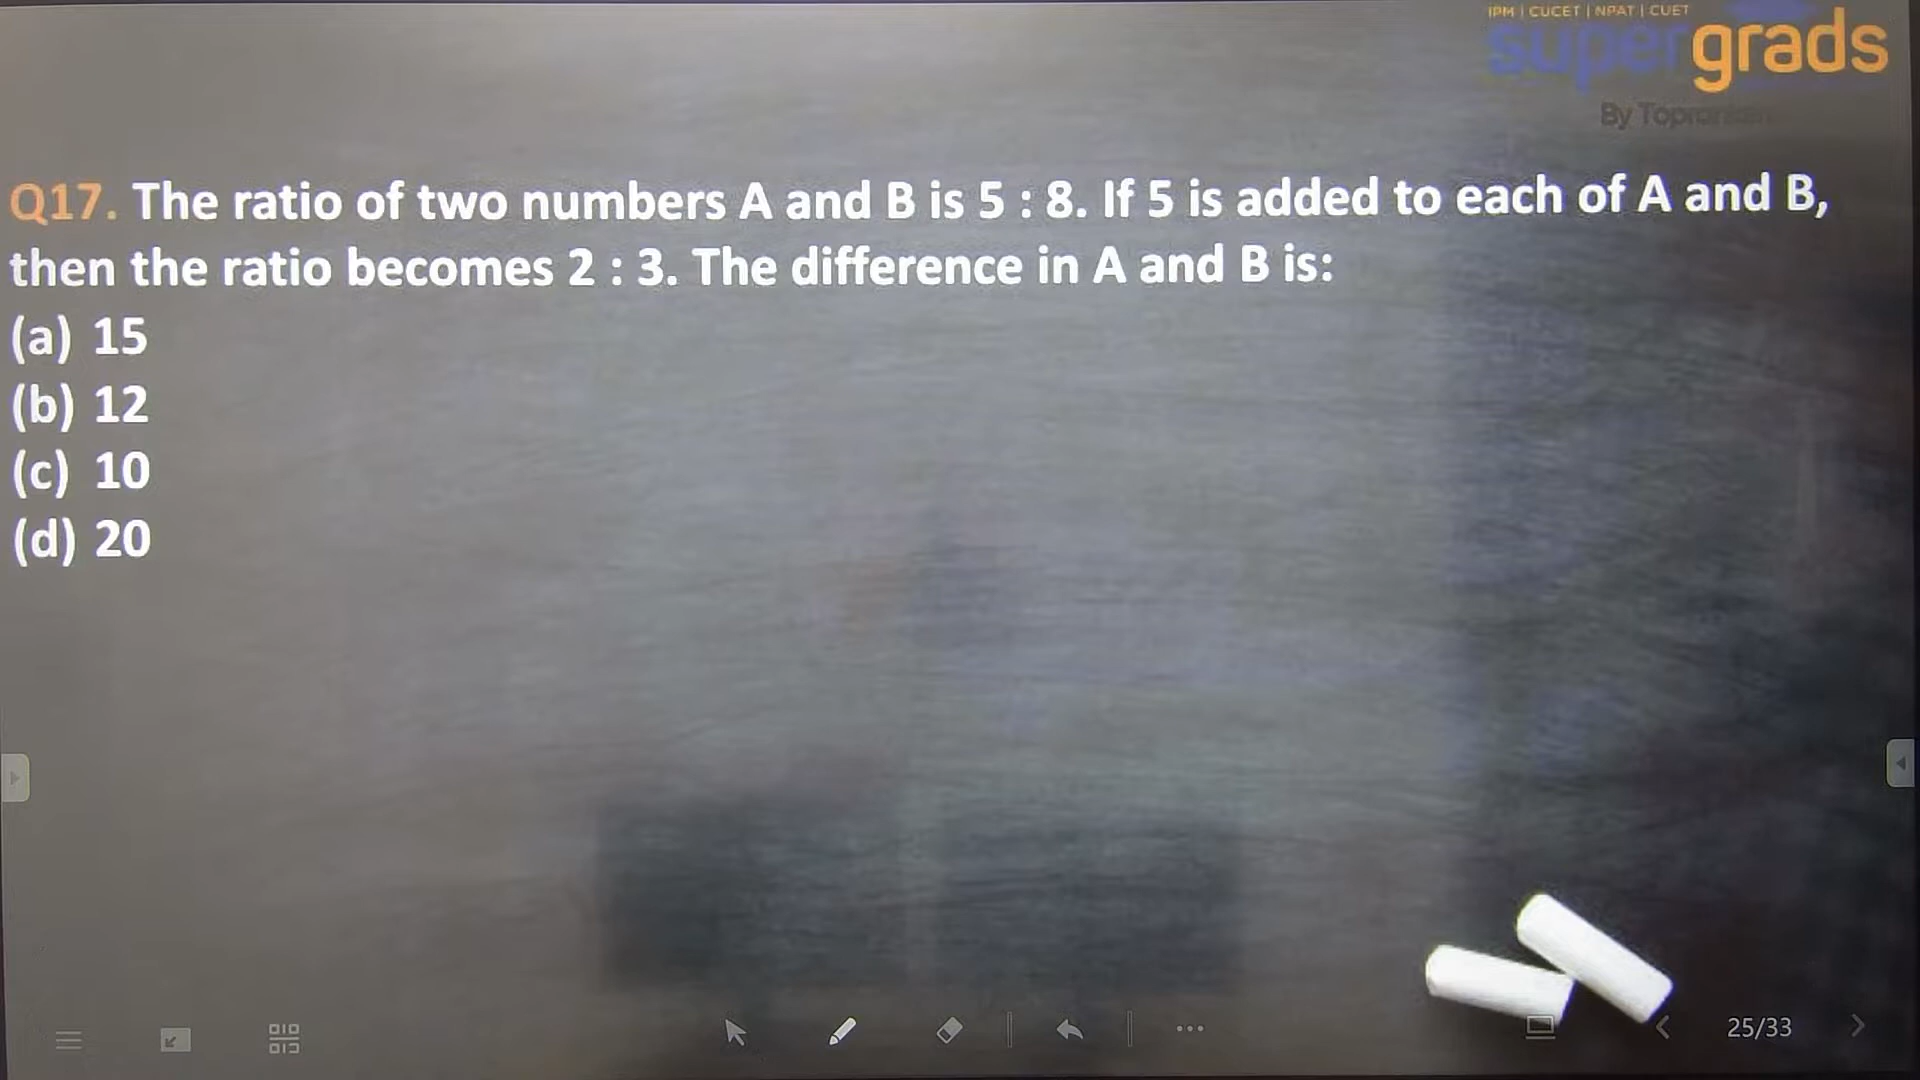 IPM | CUCET | NPAT | CUET
supergrads
By Toprankers
Q17. The ratio of two numbers A and B is 5 : 8. If 5 is added to each of A and B,
then the ratio becomes 2 : 3. The difference in A and B is:
(a) 15
(b) 12
(c) 10
(d) 20
25/33